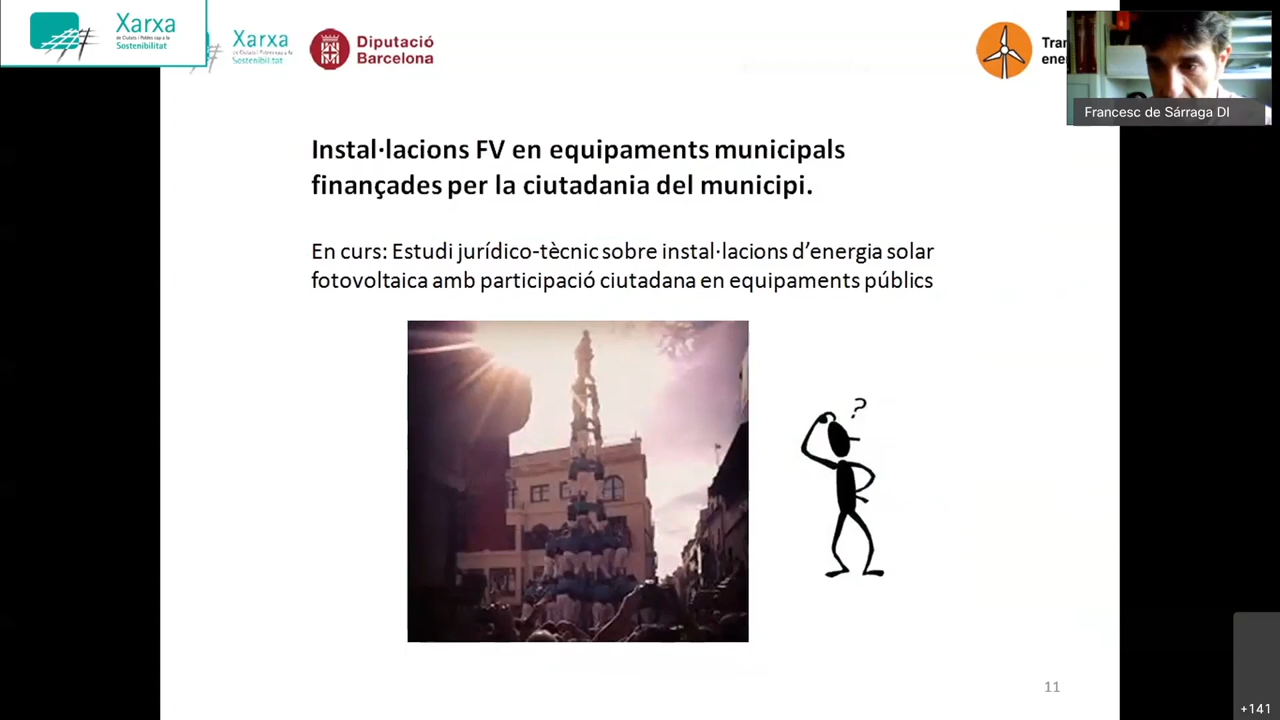 Xarxa
de Ciutats i Pobles cap a la
Sostenibilitat
Xarxa
de Ciutats i Pobles cap a la
Sostenibilitat
Diputació
Barcelona
Francesc de Sárraga DI
Instal·lacions FV en equipaments municipals
finançades per la ciutadania del municipi.
En curs: Estudi jurídico-tècnic sobre instal·lacions d’energia solar
fotovoltaica amb participació ciutadana en equipaments públics
?
11
+141